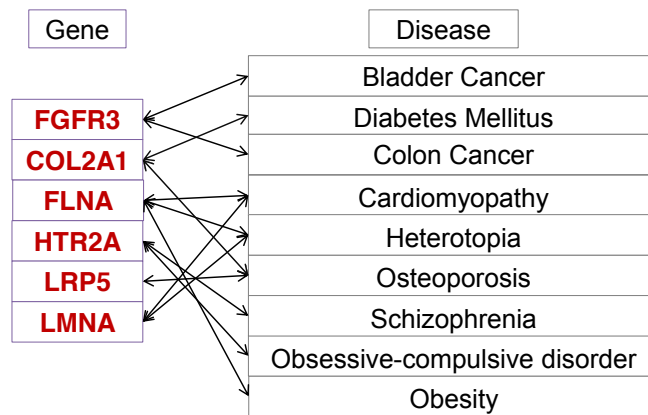 Gene
Disease
FGFR3
COL2A1
FLNA
HTR2A
LRP5
LMNA
Bladder Cancer
Diabetes Mellitus
Colon Cancer
Cardiomyopathy
Heterotopia
Osteoporosis
Schizophrenia
Obsessive-compulsive disorder
Obesity